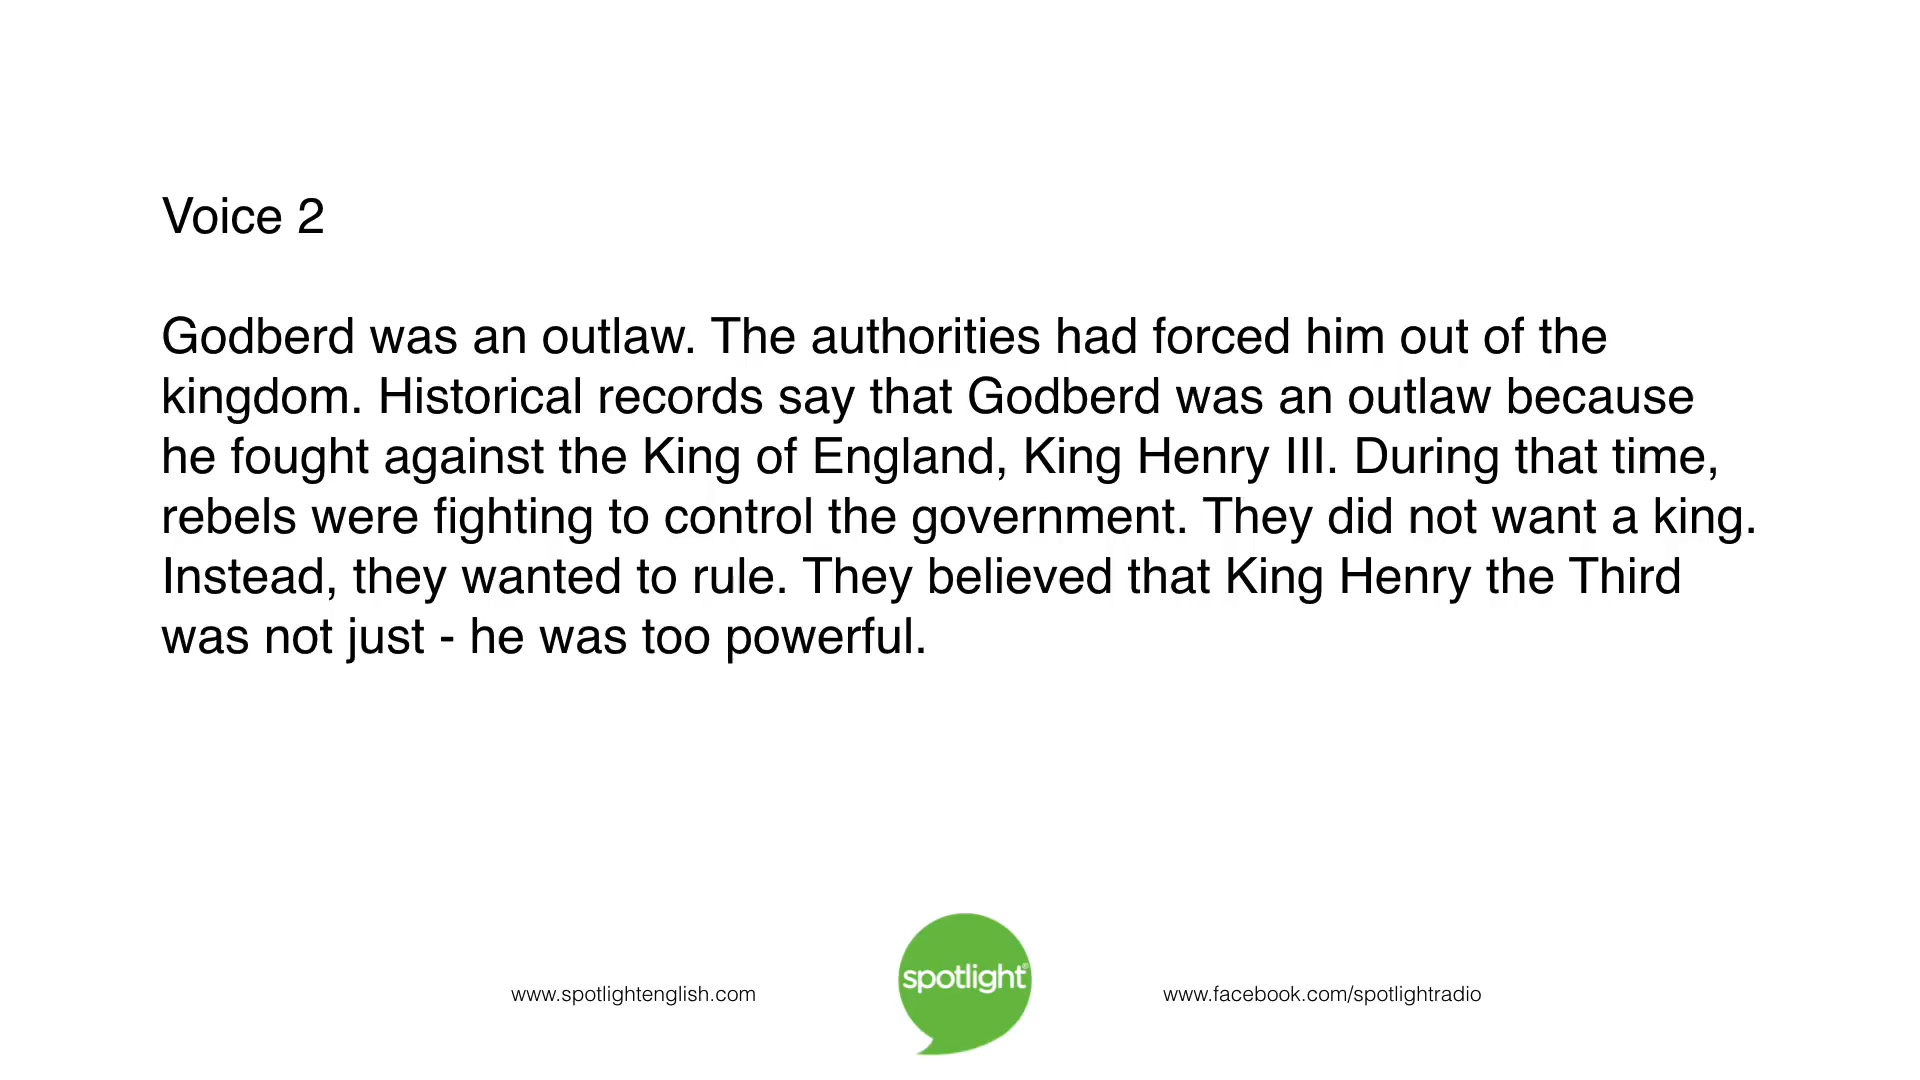 Voice 2
Godberd was an outlaw. The authorities had forced him out of the
kingdom. Historical records say that Godberd was an outlaw because
he fought against the King of England, King Henry III. During that time,
rebels were fighting to control the government. They did not want a king.
Instead, they wanted to rule. They believed that King Henry the Third
was not just - he was too powerful.
www.spotlightenglish.com
spotlight®
www.facebook.com/spotlightradio